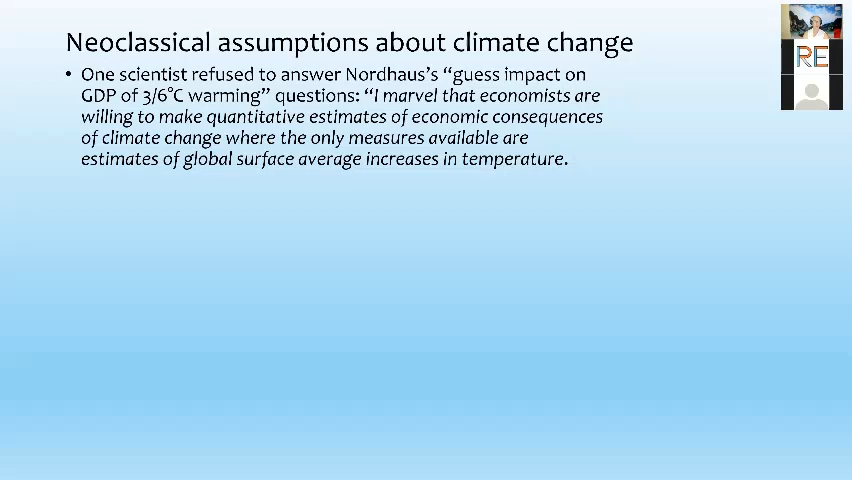 Neoclassical assumptions about climate change
• One scientist refused to answer Nordhaus's “guess impact on
GDP of 3/6°C warming” questions: “I marvel that economists are
willing to make quantitative estimates of economic consequences
of climate change where the only measures available are
estimates of global surface average increases in temperature.
RE